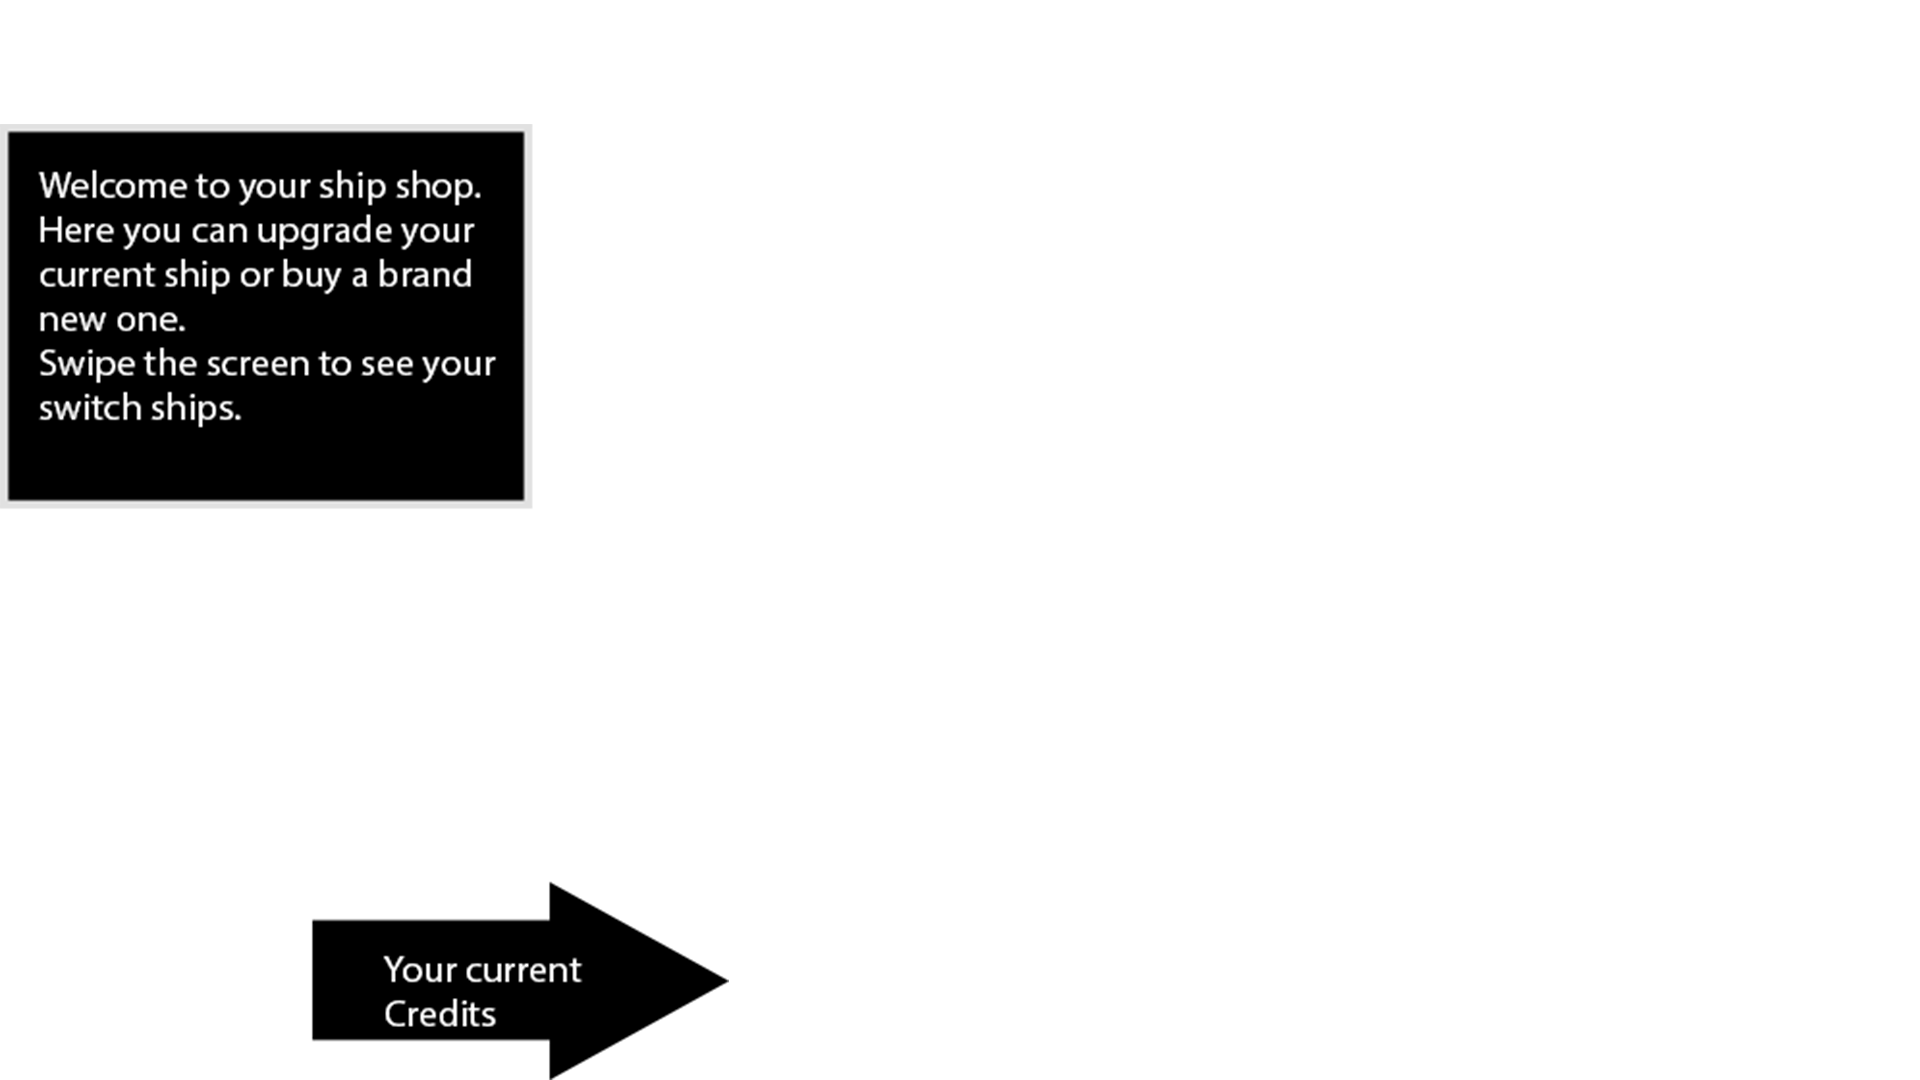 Welcome to your ship shop.
Here you can upgrade your
current ship or buy a brand
new one.
Swipe the screen to see your
switch ships.
Your current
Credits